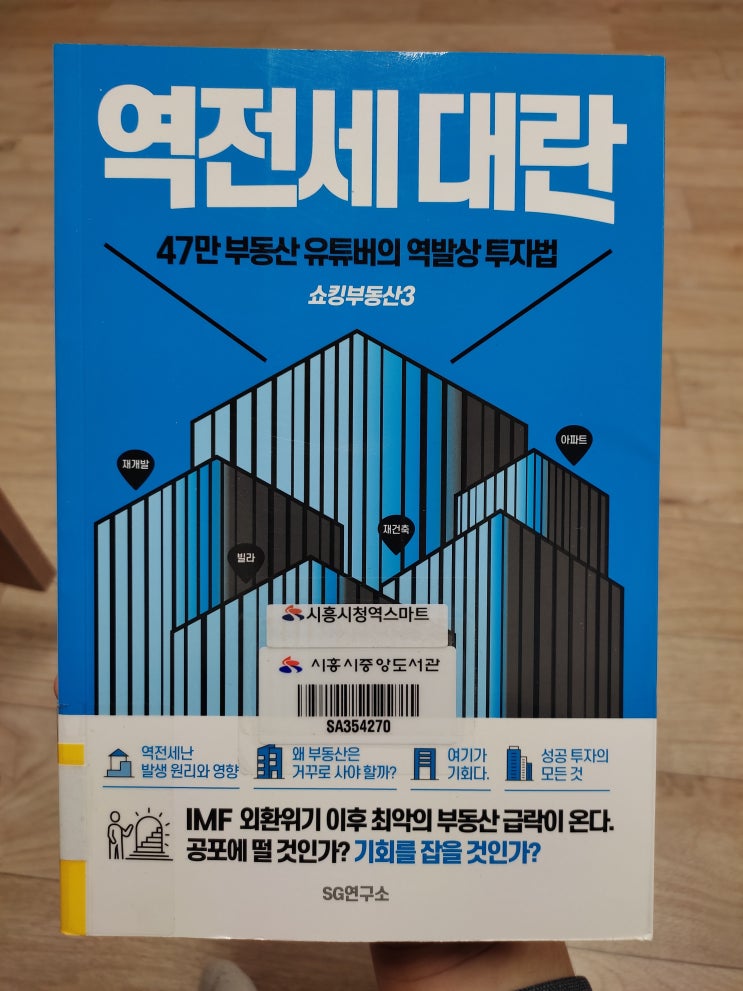 역전세 대란
47만 부동산 유튜버의 역발상 투자법
쇼킹부동산3
아파트
재개발
재건축
빌라
시흥시청역스마트
시흥시중앙도서관
SA354270
역전세난
발생 원리와 영향
왜 부동산은
거꾸로 사야 할까?
여기가
기회다.
성공 투자의
모든 것
IMF 외환위기 이후 최악의 부동산 급락이 온다.
공포에 떨 것인가? 기회를 잡을 것인가?
SG연구소